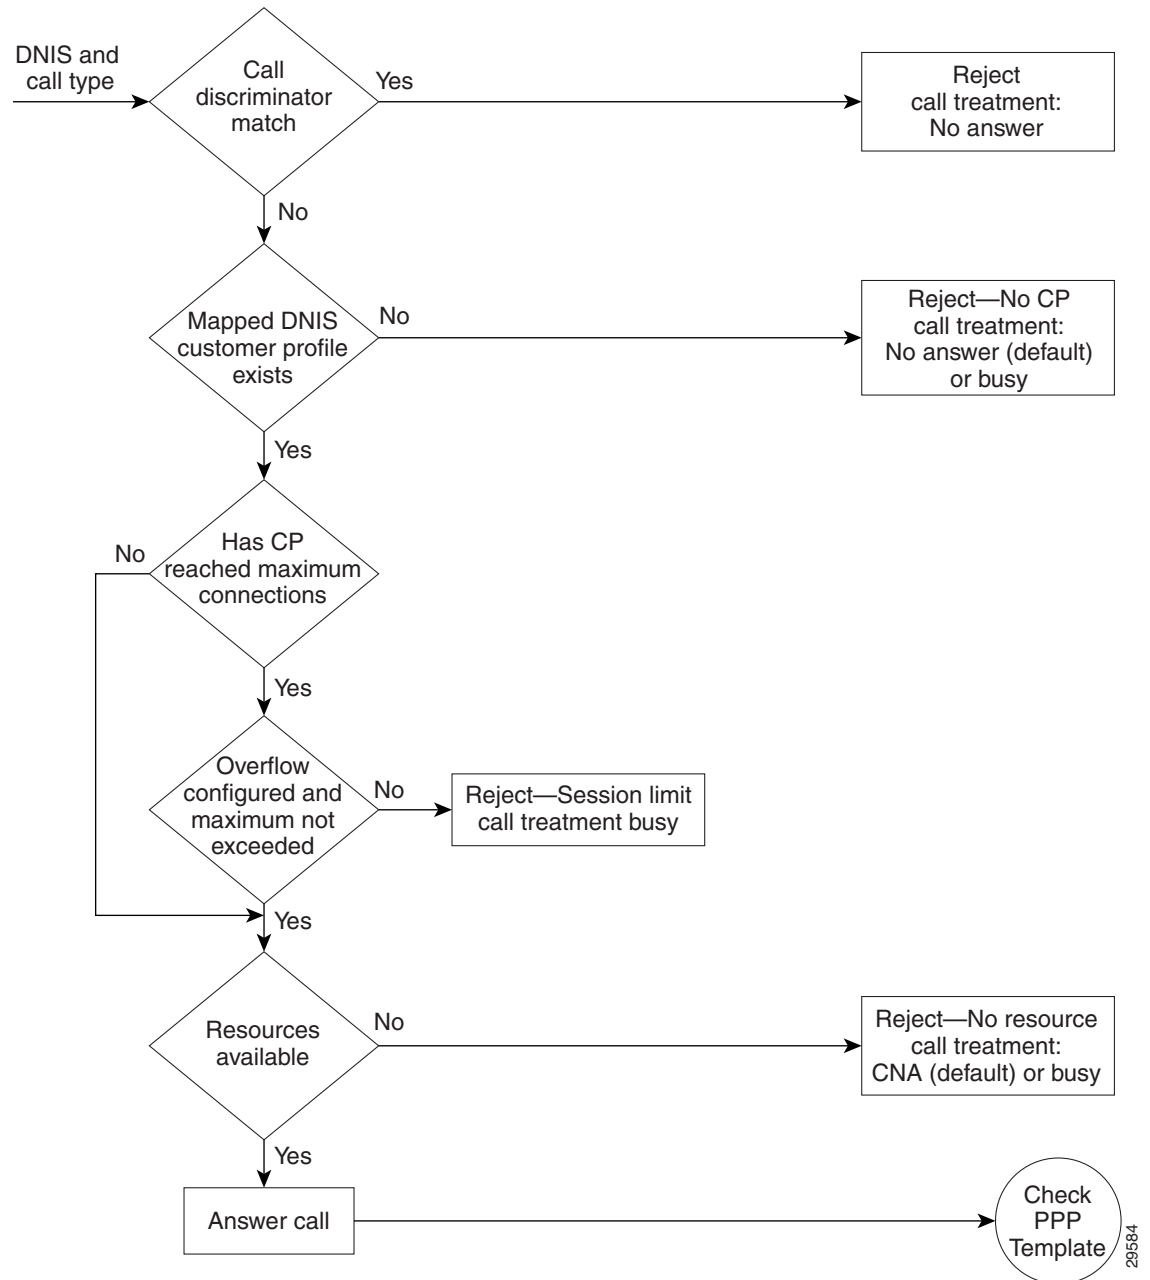 DNIS and
call type
Call
discriminator
match
Yes
Reject
call treatment:
No answer
No
Mapped DNIS
customer profile
exists
No
Reject—No CP
call treatment:
No answer (default)
or busy
Yes
No
Has CP
reached maximum
connections
Yes
Overflow
configured and
maximum not
exceeded
No
Reject—Session limit
call treatment busy
Yes
Resources
available
No
Reject—No resource
call treatment:
CNA (default) or busy
Yes
Answer call
Check
PPP
Template
29584